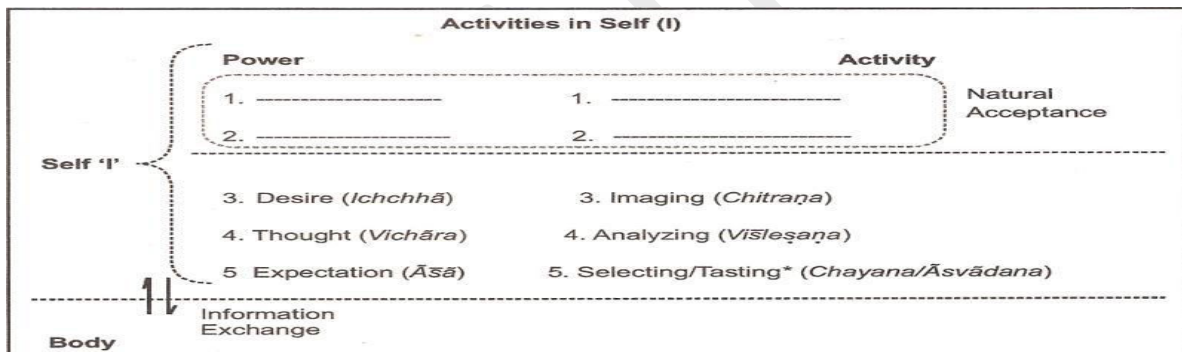 Activities in Self (I)
Power Activity
1. 1.
Natural
Acceptance
2. 2.
Self 'I'
3. Desire (Ichchhā) 3. Imaging (Chitraṇa)
4. Thought (Vichāra) 4. Analyzing (Viśleṣaṇa)
5 Expectation (Āśā) 5. Selecting/Tasting* (Chayana/Āsvādana)
Information
Exchange
Body